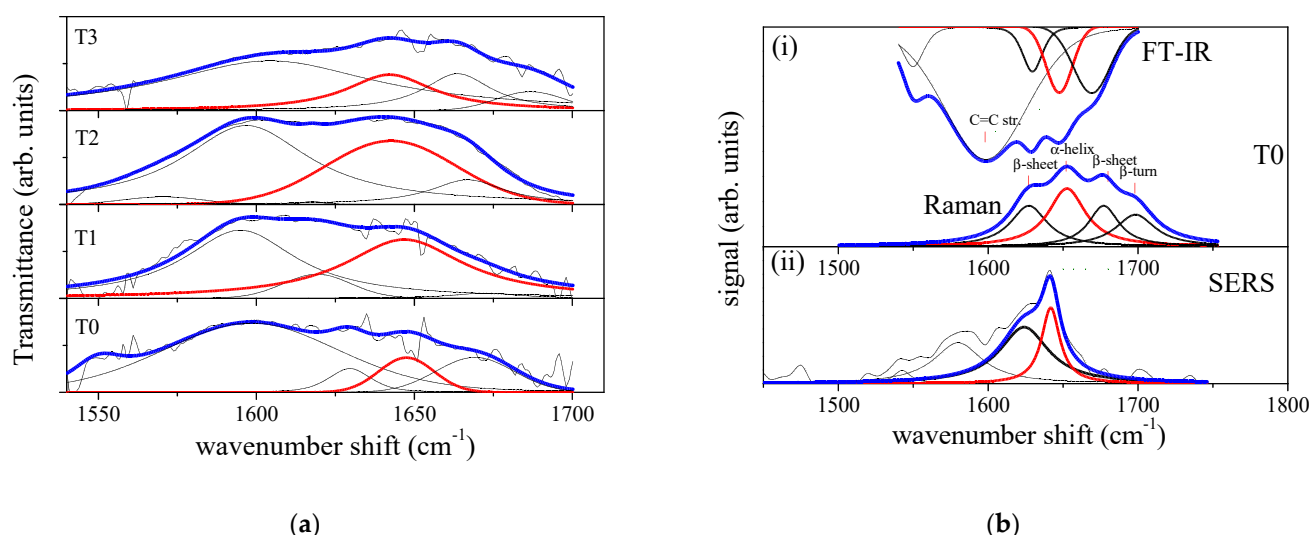 T3
T2
T1
T0
Transmittance (arb. units)
1550
1600
1650
1700
wavenumber shift (cm-1)
(a)
(i)
FT-IR
C=C str.
α-helix
β-sheet
β-sheet
β-turn
T0
Raman
1500
1600
1700
(ii)
SERS
signal (arb. units)
1500
1600
1700
1800
wavenumber shift (cm-1)
(b)